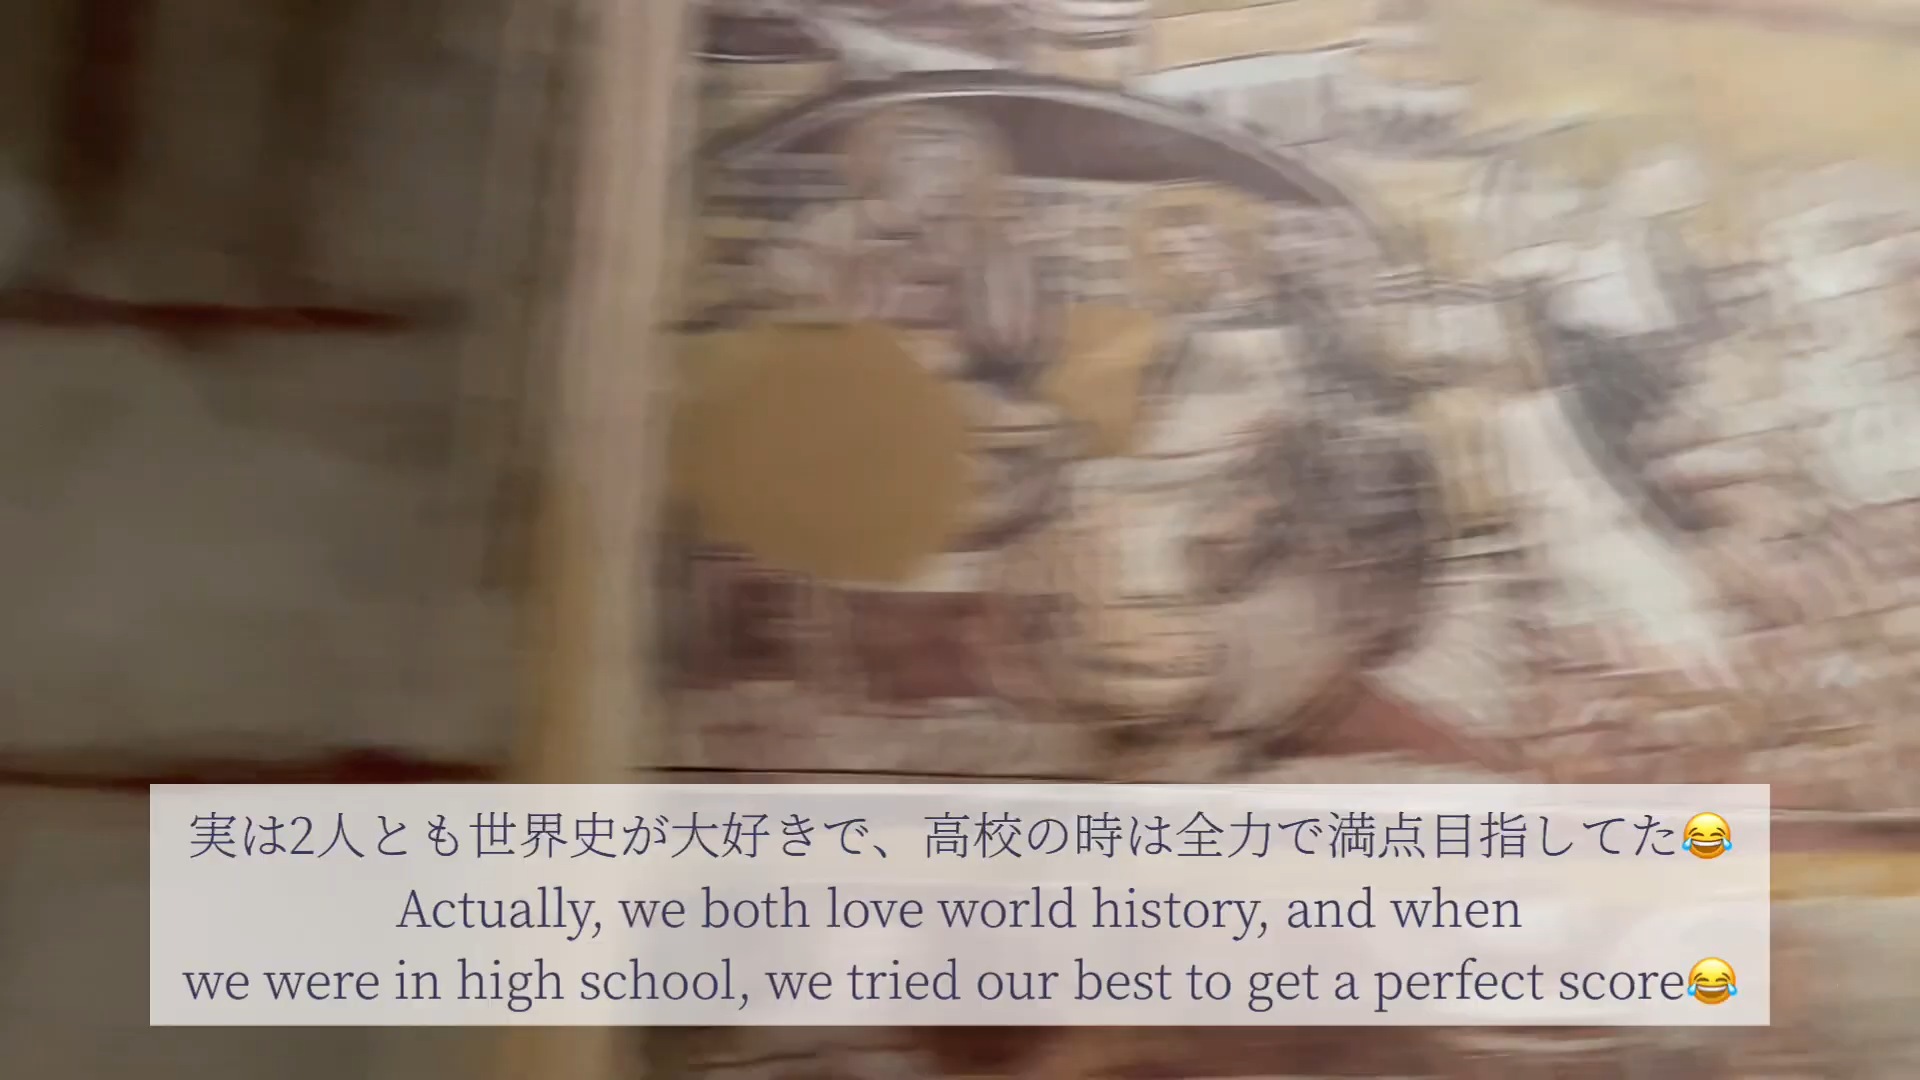 実は2人とも世界史が大好きで、高校の時は全力で満点目指してた😂
Actually, we both love world history, and when
we were in high school, we tried our best to get a perfect score😂